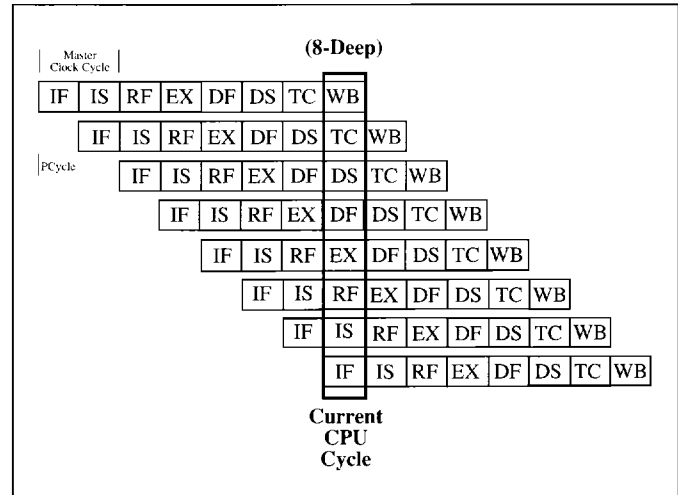 (8-Deep)
Master
Clock Cycle
IF IS RF EX DF DS TC WB
IF IS RF EX DF DS TC WB
PCycle
IF IS RF EX DF DS TC WB
IF IS RF EX DF DS TC WB
IF IS RF EX DF DS TC WB
IF IS RF EX DF DS TC WB
IF IS RF EX DF DS TC WB
IF IS RF EX DF DS TC WB
Current
CPU
Cycle